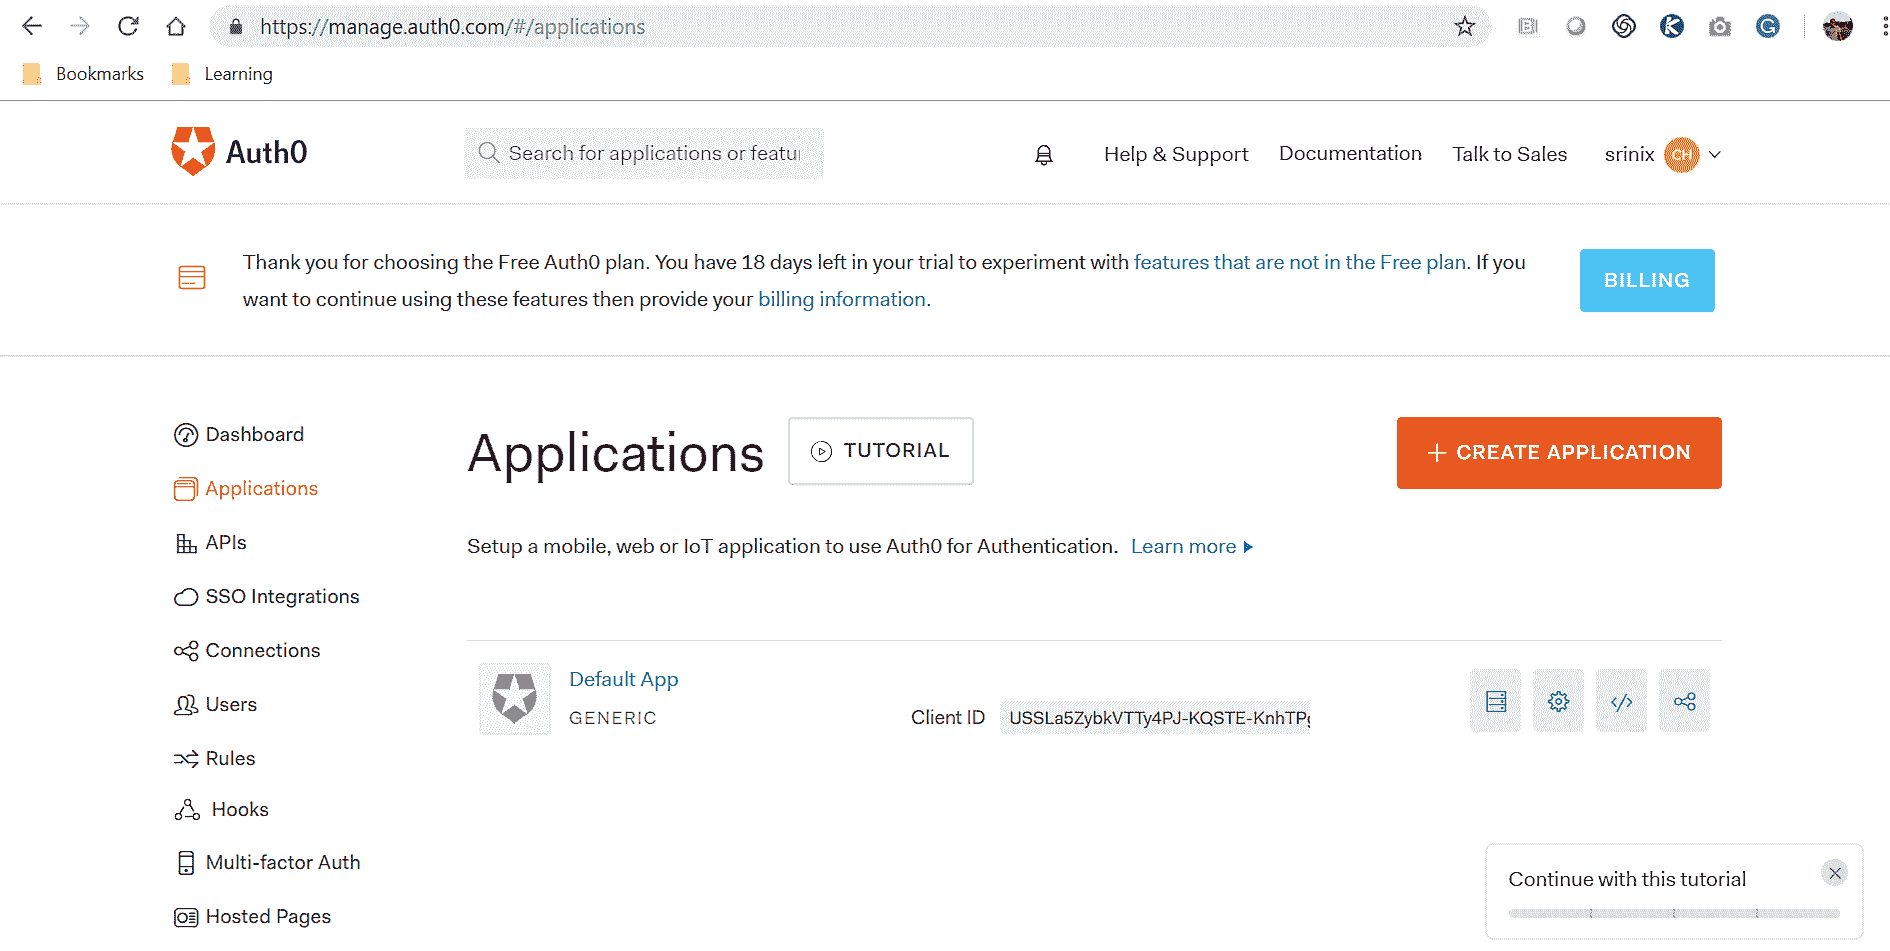 https://manage.auth0.com/#/applications
Bookmarks Learning
Auth0
Search for applications or featu
Help & Support Documentation Talk to Sales srinix CH
Thank you for choosing the Free Auth0 plan. You have 18 days left in your trial to experiment with features that are not in the Free plan. If you
want to continue using these features then provide your billing information.
BILLING
Dashboard
Applications
APIs
SSO Integrations
Connections
Users
Rules
Hooks
Multi-factor Auth
Hosted Pages
Applications
TUTORIAL
+ CREATE APPLICATION
Setup a mobile, web or IoT application to use Auth0 for Authentication. Learn more
Default App
GENERIC
Client ID USSLa5ZybkVTTy4PJ-KQSTE-KnhTPg
Continue with this tutorial